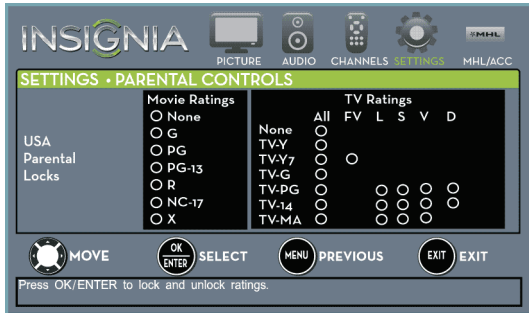 INSIGNIA
PICTURE AUDIO CHANNELS SETTINGS MHL/ACC
MHL
SETTINGS • PARENTAL CONTROLS
USA
Parental
Locks
Movie Ratings
None
G
PG
PG-13
R
NC-17
X
TV Ratings
All FV L S V D
None
TV-Y
TV-Y7
TV-G
TV-PG
TV-14
TV-MA
MOVE
OK
ENTER
SELECT
MENU
PREVIOUS
EXIT
EXIT
Press OK/ENTER to lock and unlock ratings.